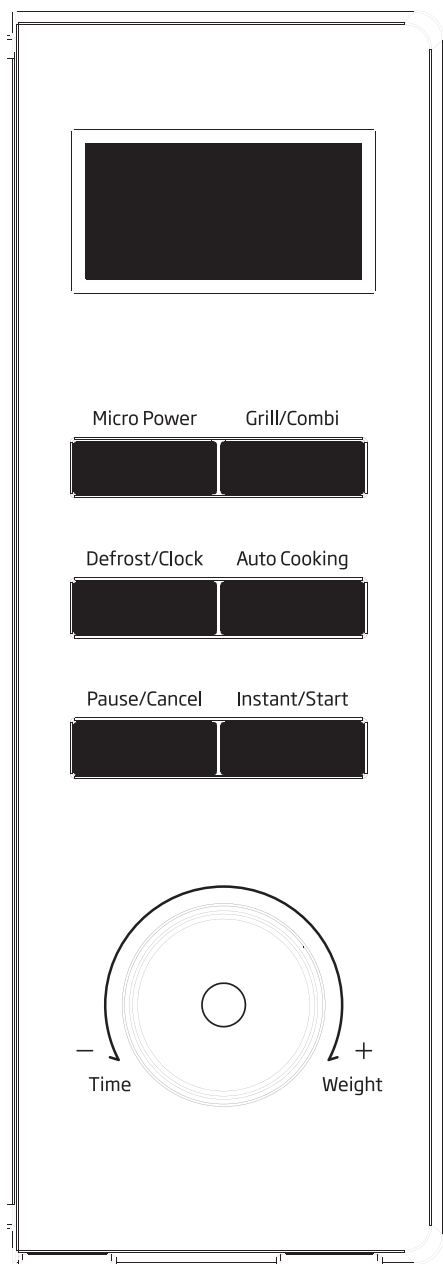 Micro Power Grill/Combi
Defrost/Clock Auto Cooking
Pause/Cancel Instant/Start
− +
Time Weight